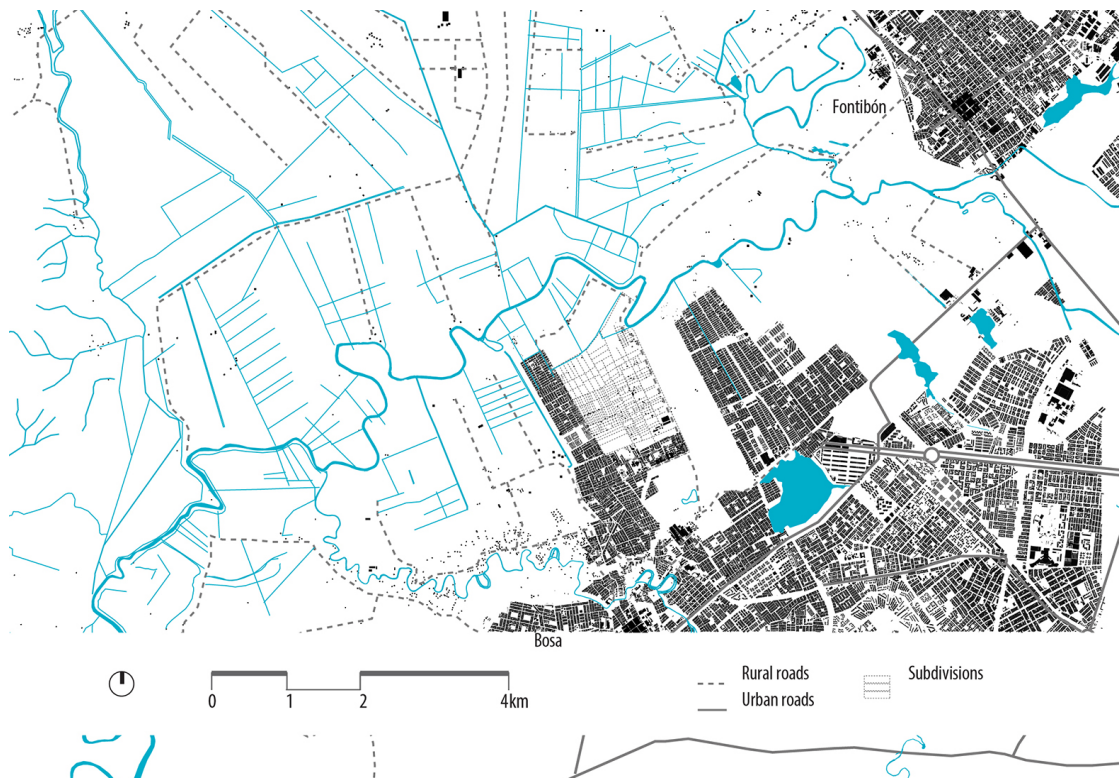 Fontibón
Bosa
0 1 2 4km
Rural roads
Urban roads
Subdivisions